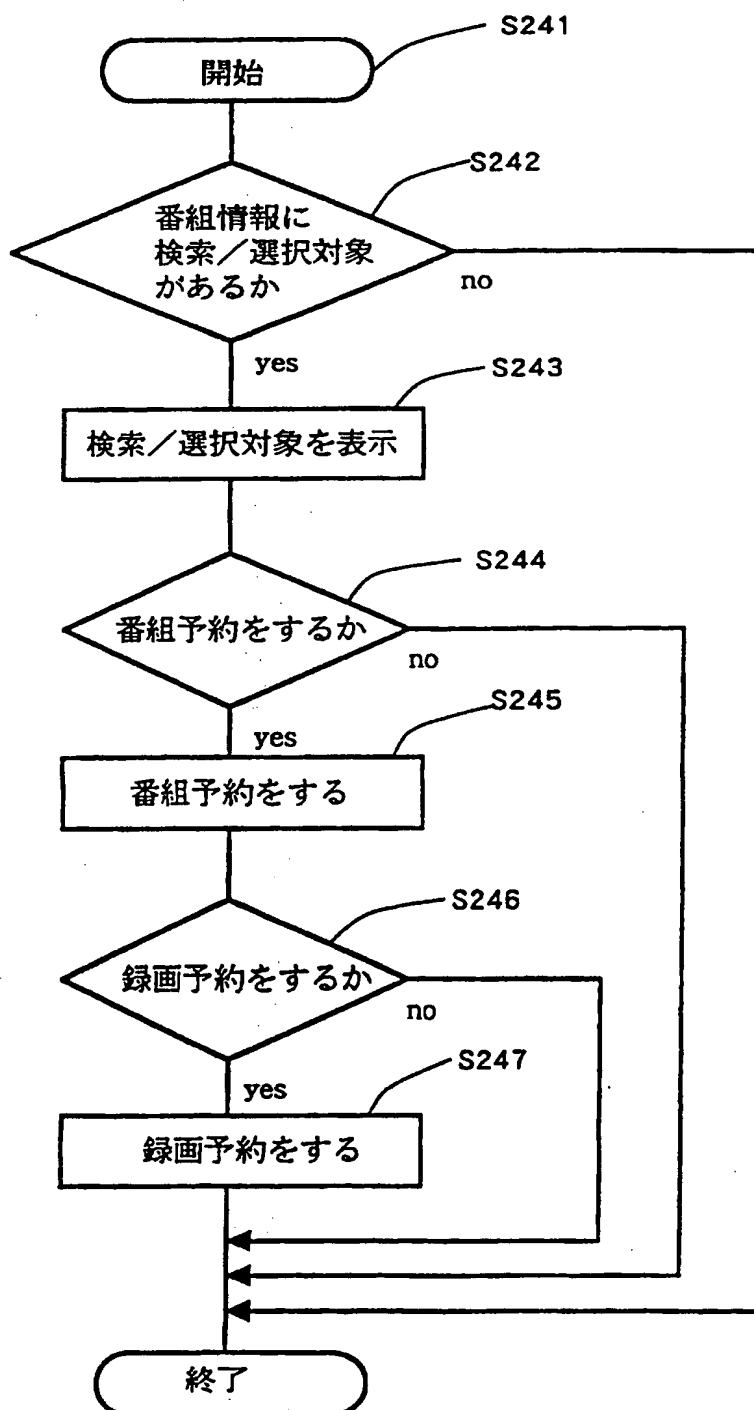 S241
開始
S242
番組情報に
検索／選択対象
があるか
no
yes
S243
検索／選択対象を表示
S244
番組予約をするか
no
S245
yes
番組予約をする
S246
録画予約をするか
no
S247
yes
録画予約をする
終了